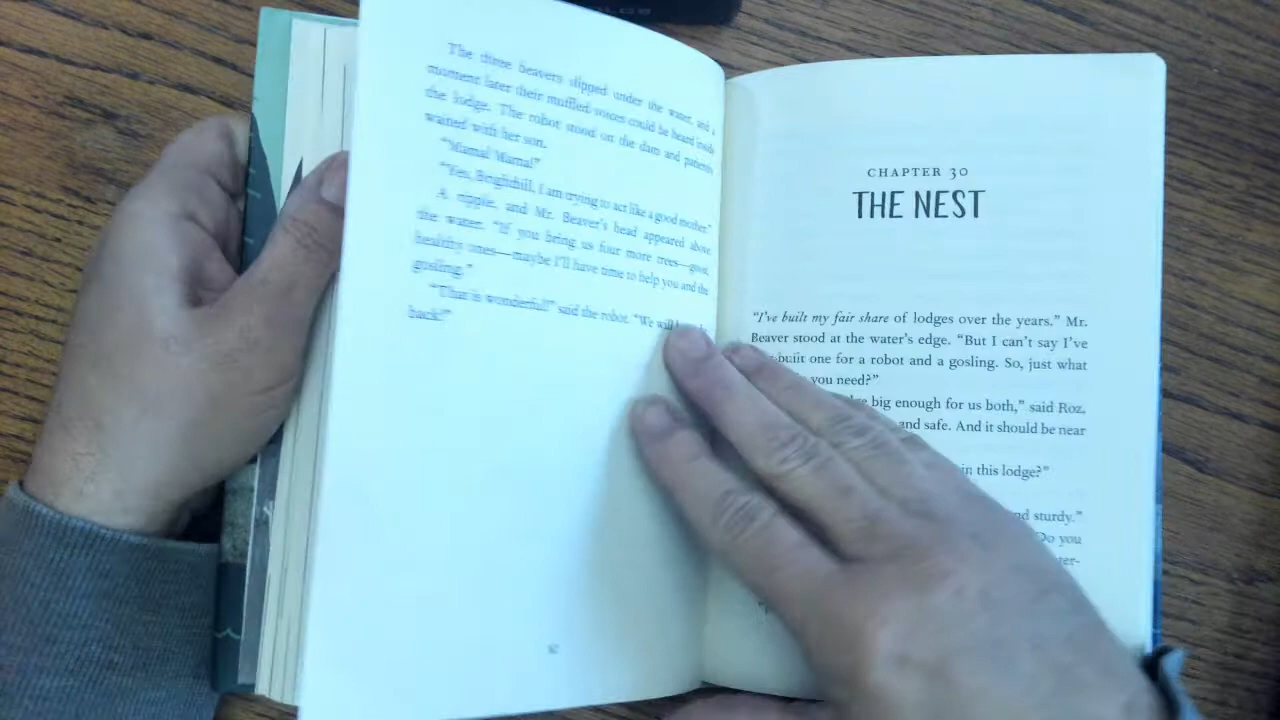 The three beavers slipped under the water, and a
moment later their muffled voices could be heard inside
the lodge. The robot stood on the dam and patiently
waited with her son.
“Mama! Mama!”
“Yes, Brightbill, I am trying to act like a good mother.”
A ripple, and Mr. Beaver’s head appeared above
the water. “If you bring us four more trees—good,
healthy ones—maybe I’ll have time to help you and the
gosling.”
“That is wonderful!” said the robot. “We will
back!”
CHAPTER 30
THE NEST
“I’ve built my fair share of lodges over the years.” Mr.
Beaver stood at the water’s edge. “But I can’t say I’ve
built one for a robot and a gosling. So, just what
you need?”
big enough for us both,” said Roz.
and safe. And it should be near
in this lodge?”
sturdy.”
Do you